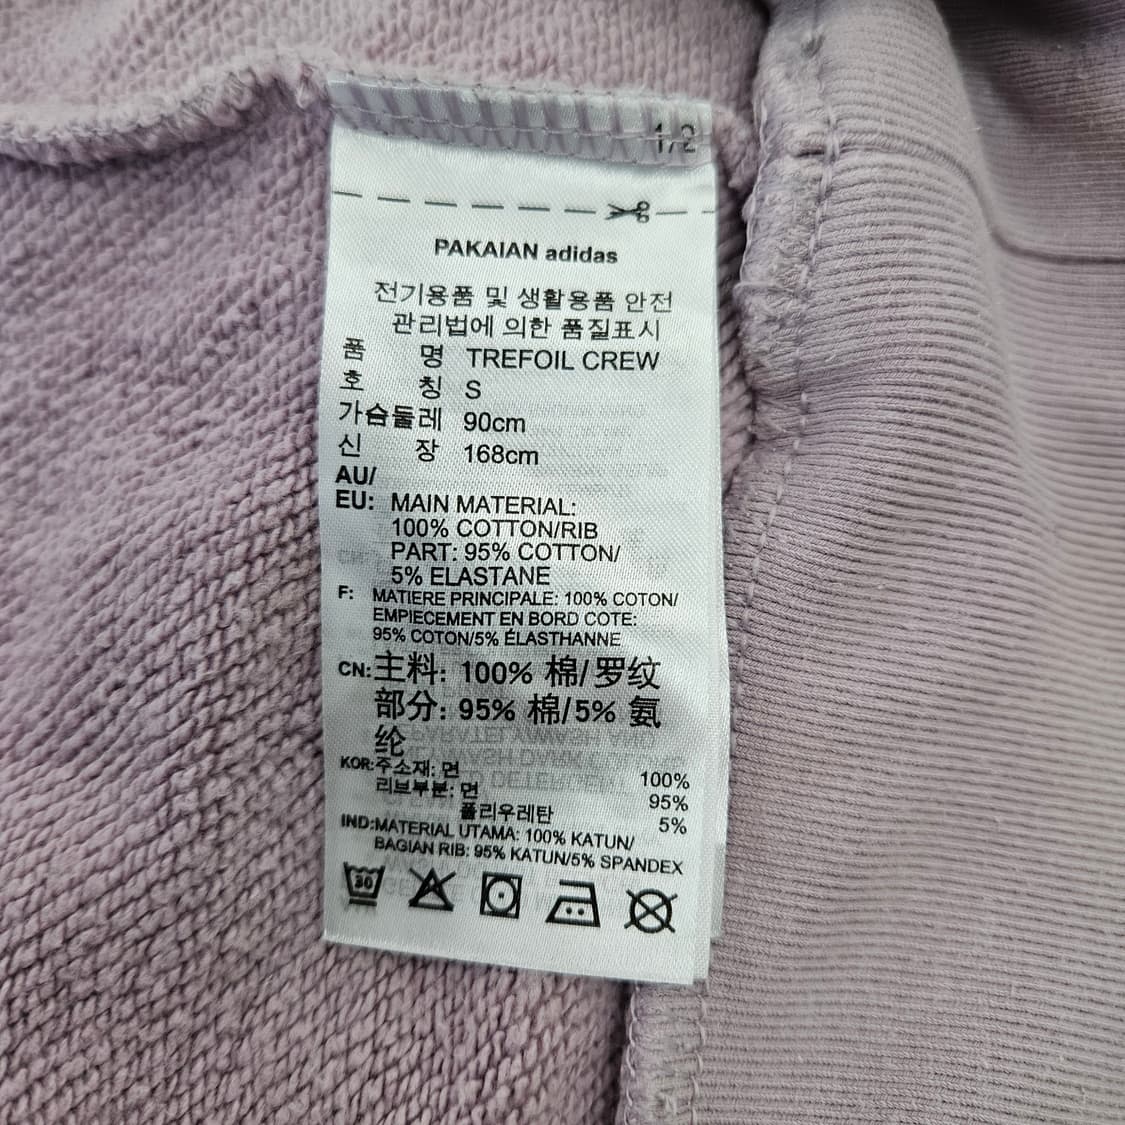 1/2
PAKAIAN adidas
전기용품 및 생활용품 안전
관리법에 의한 품질표시
품 명 TREFOIL CREW
호 칭 S
가슴둘레 90cm
신 장 168cm
AU/
EU: MAIN MATERIAL:
100% COTTON/RIB
PART: 95% COTTON/
5% ELASTANE
F: MATIERE PRINCIPALE: 100% COTON/
EMPIECEMENT EN BORD COTE:
95% COTON/5% ÉLASTHANNE
CN:主料: 100% 棉/罗纹
部分: 95% 棉/5% 氨
纶
KOR:주소재: 면 100%
리브부분: 면 95%
폴리우레탄 5%
IND:MATERIAL UTAMA: 100% KATUN/
BAGIAN RIB: 95% KATUN/5% SPANDEX
30